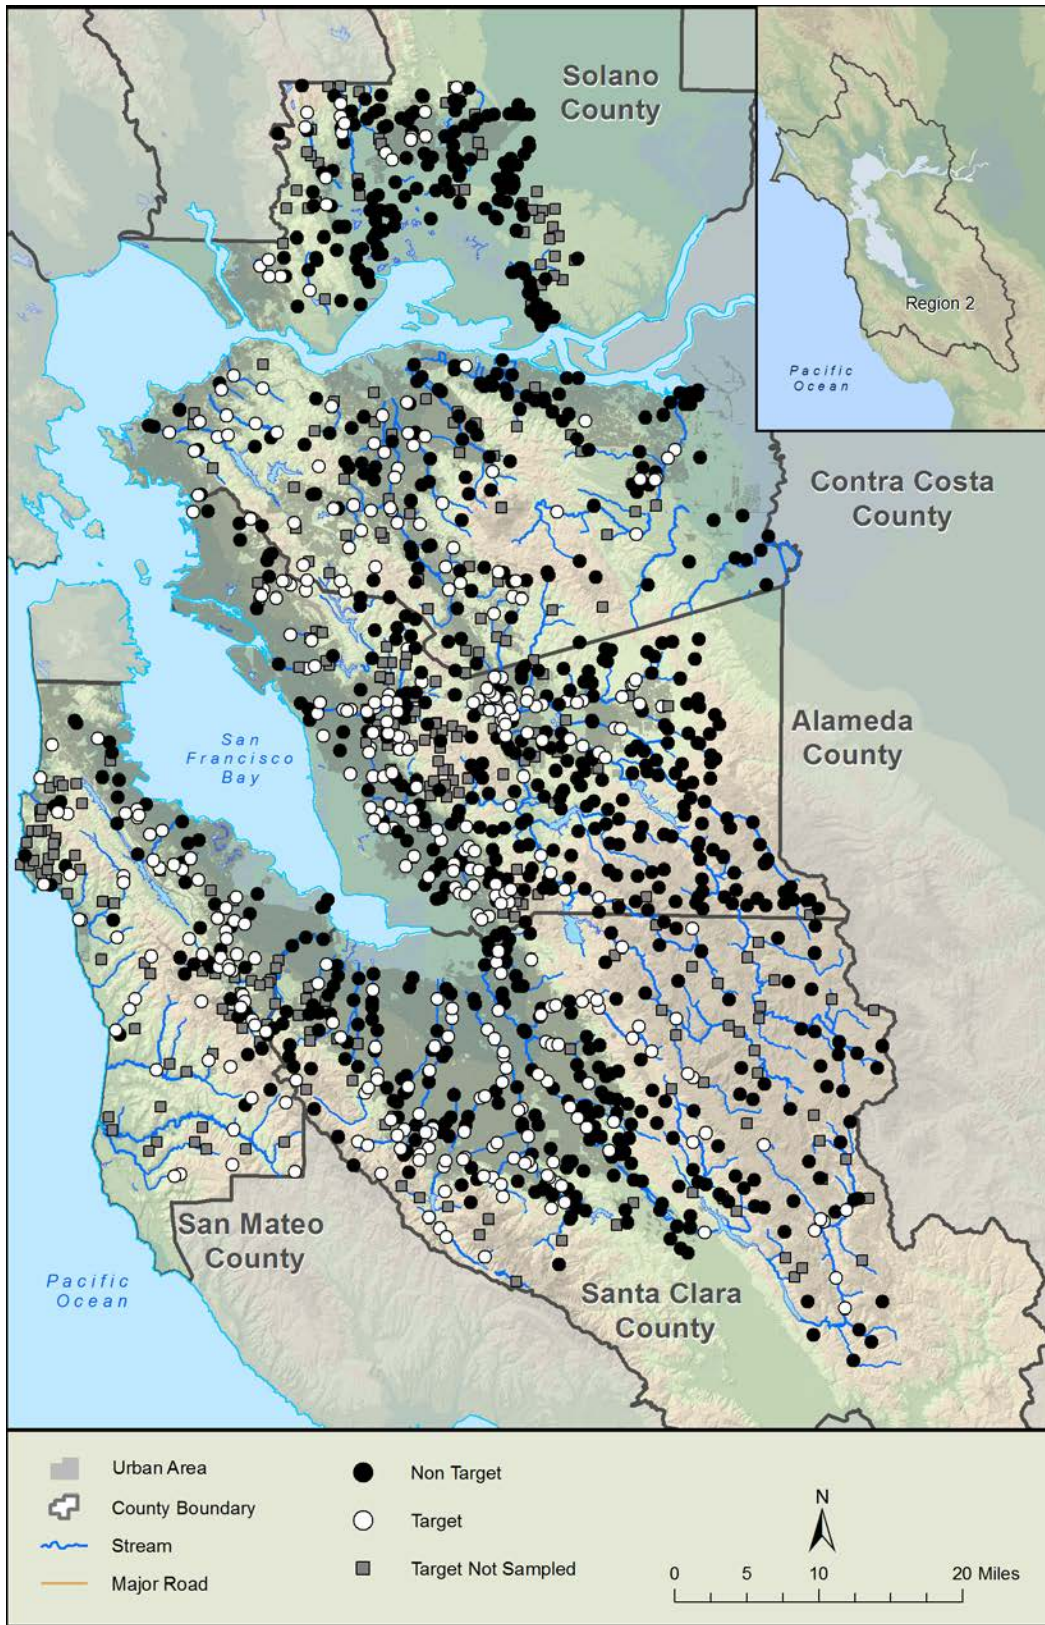 Solano
County
Region 2
Pacific
Ocean
Contra Costa
County
San
Francisco
Bay
Alameda
County
San Mateo
County
Pacific
Ocean
Santa Clara
County
Urban Area
County Boundary
Stream
Major Road
Non Target
Target
Target Not Sampled
N
0 5 10 20 Miles